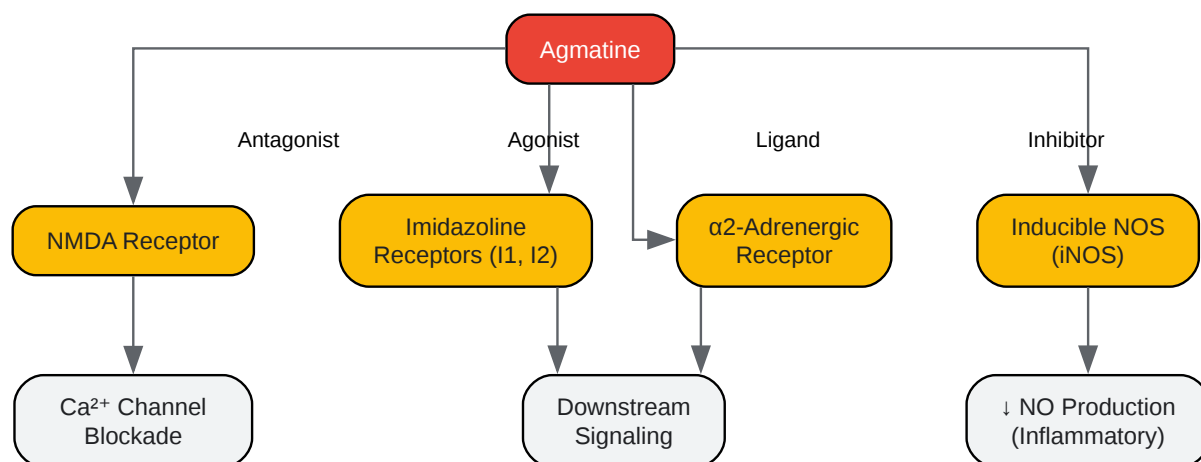 Agmatine
Antagonist
Agonist
Ligand
Inhibitor
NMDA Receptor
Imidazoline
Receptors (I1, I2)
α2-Adrenergic
Receptor
Inducible NOS
(iNOS)
Ca²⁺ Channel
Blockade
Downstream
Signaling
↓ NO Production
(Inflammatory)